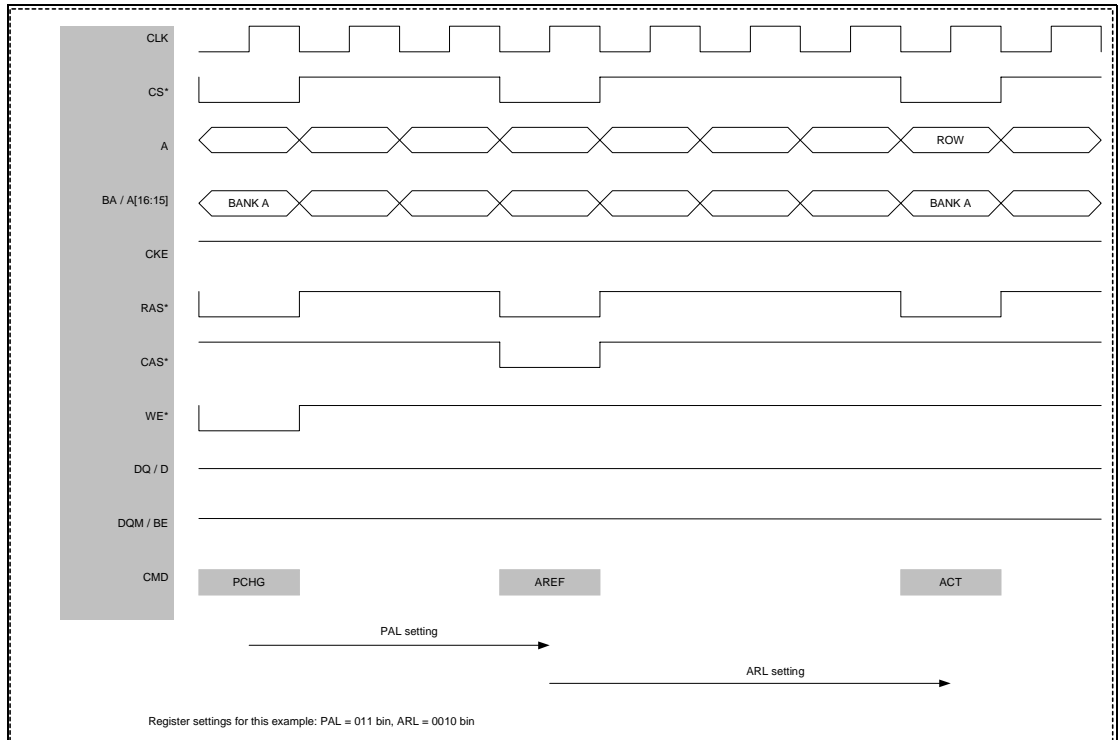 CLK
CS*
A
ROW
BA / A[16:15]
BANK A
BANK A
CKE
RAS*
CAS*
WE*
DQ / D
DQM / BE
CMD
PCHG
AREF
ACT
PAL setting
ARL setting
Register settings for this example: PAL = 011 bin, ARL = 0010 bin